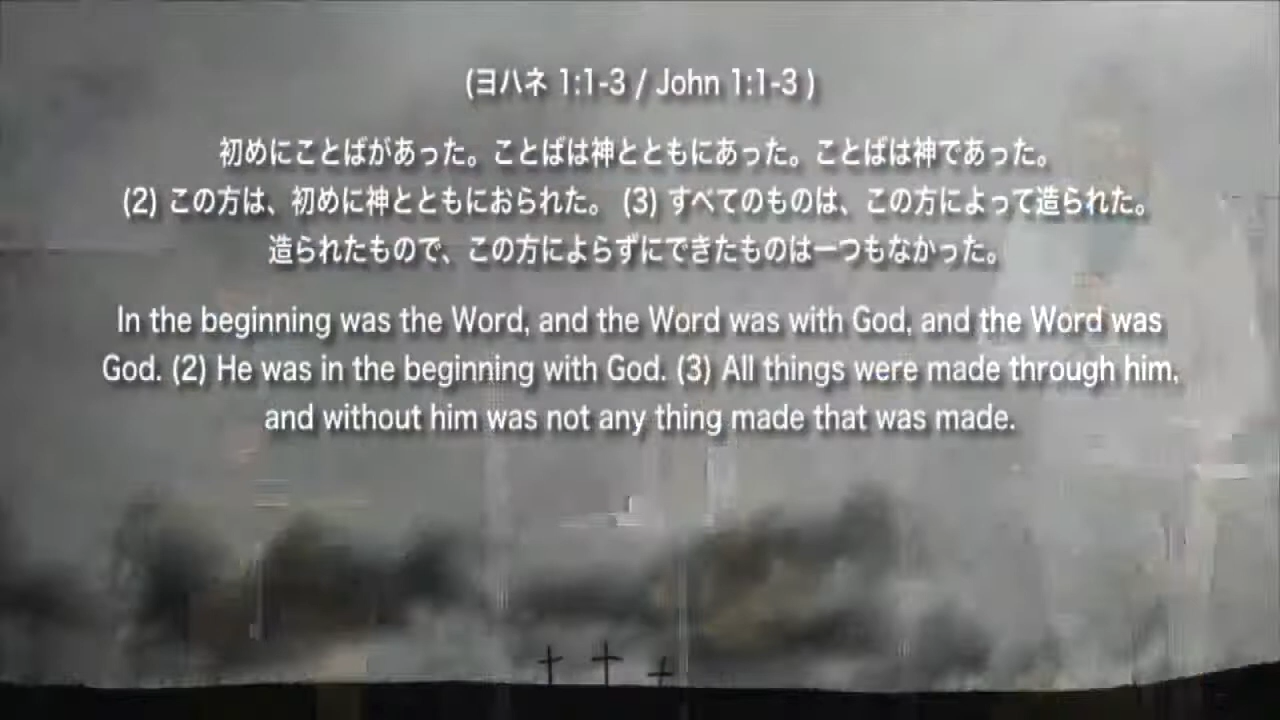 (ヨハネ 1:1-3 / John 1:1-3 )
初めにことばがあった。ことばは神とともにあった。ことばは神であった。
(2) この方は、初めに神とともにおられた。 (3) すべてのものは、この方によって造られた。
造られたもので、この方によらずにできたものは一つもなかった。
In the beginning was the Word, and the Word was with God, and the Word was
God. (2) He was in the beginning with God. (3) All things were made through him,
and without him was not any thing made that was made.